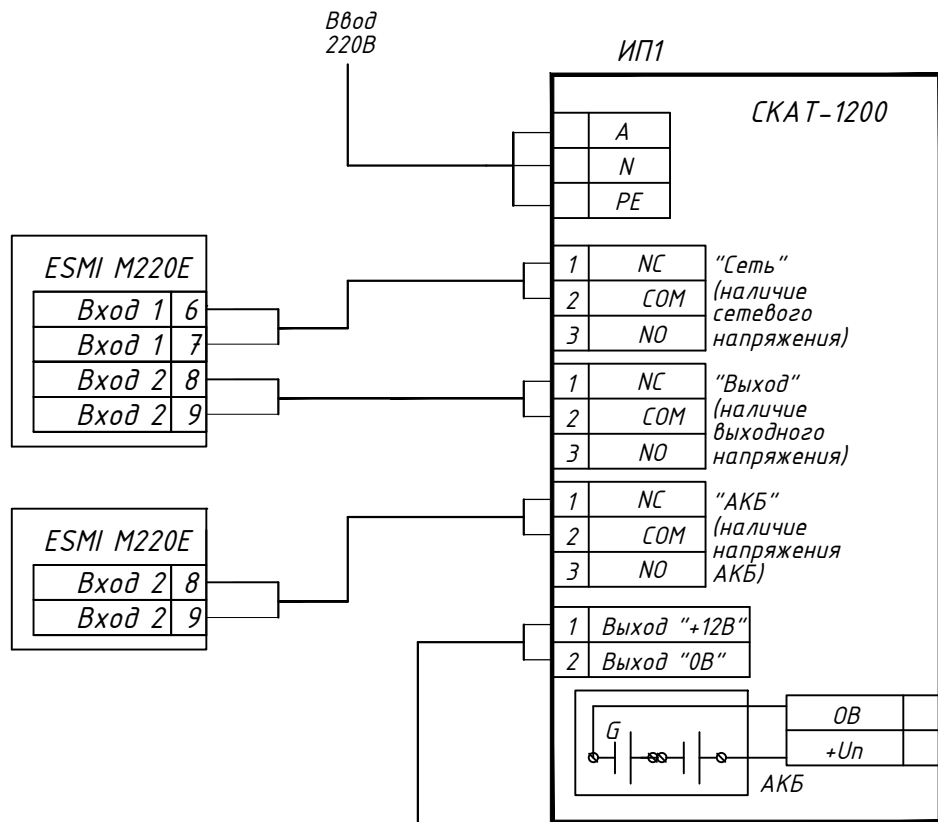 Ввод
220В
ИП1
СКАТ-1200
A
N
PE
ESMI M220E
Вход 1 6
Вход 1 7
Вход 2 8
Вход 2 9
1 NC
2 COM
3 NO
"Сеть"
(наличие
сетевого
напряжения)
1 NC
2 COM
3 NO
"Выход"
(наличие
выходного
напряжения)
ESMI M220E
Вход 2 8
Вход 2 9
1 NC
2 COM
3 NO
"АКБ"
(наличие
напряжения
АКБ)
1 Выход "+12В"
2 Выход "0В"
G
0В
+Uп
АКБ